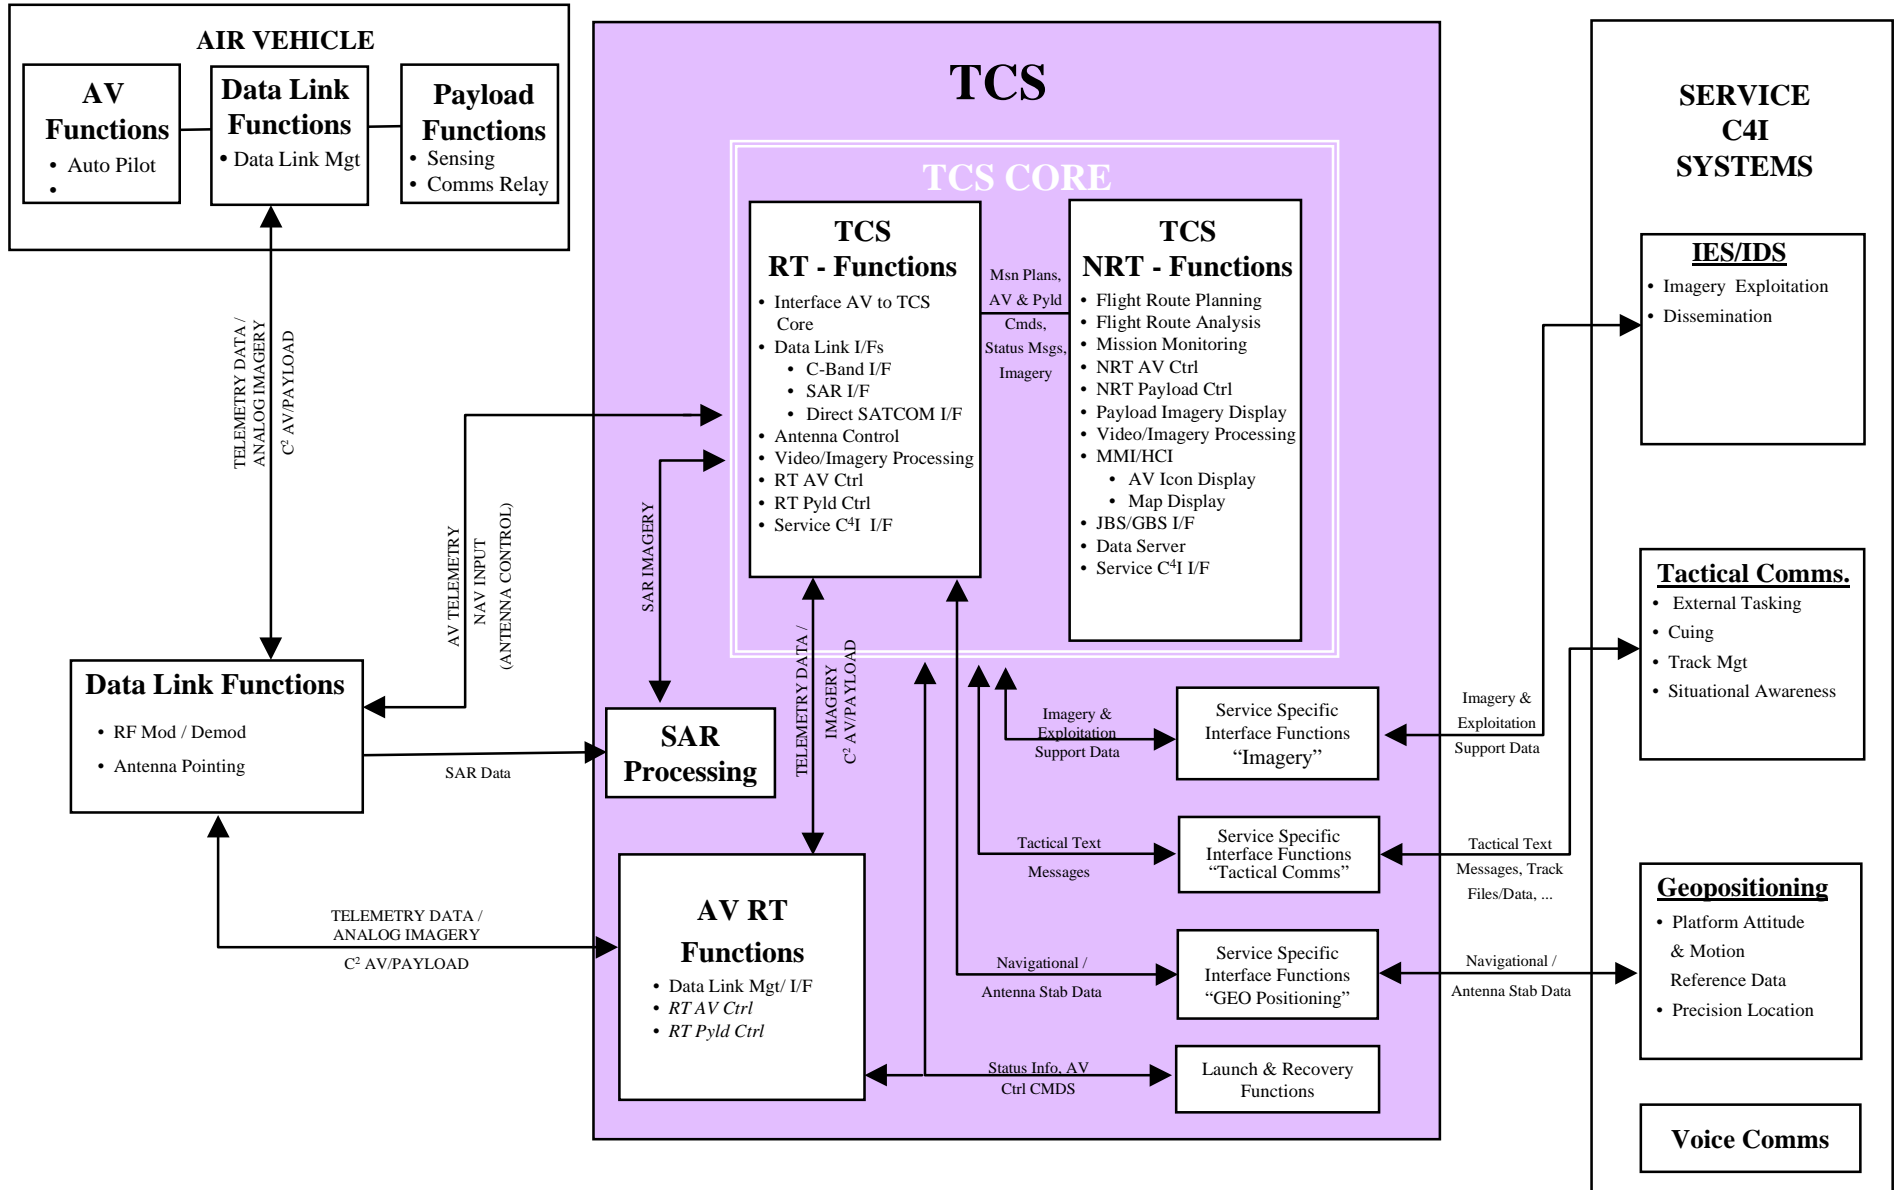 AIR VEHICLE
AV
Functions
• Auto Pilot
•
Data Link
Functions
• Data Link Mgt
Payload
Functions
• Sensing
• Comms Relay
TELEMETRY DATA /
ANALOG IMAGERY
C² AV/PAYLOAD
AV TELEMETRY
NAV INPUT
(ANTENNA CONTROL)
Data Link Functions
• RF Mod / Demod
• Antenna Pointing
SAR Data
TELEMETRY DATA /
ANALOG IMAGERY
C² AV/PAYLOAD
TCS
TCS CORE
TCS
RT - Functions
• Interface AV to TCS
Core
• Data Link I/Fs
• C-Band I/F
• SAR I/F
• Direct SATCOM I/F
• Antenna Control
• Video/Imagery Processing
• RT AV Ctrl
• RT Pyld Ctrl
• Service C⁴I I/F
Msn Plans,
AV & Pyld
Cmds,
Status Msgs,
Imagery
TCS
NRT - Functions
• Flight Route Planning
• Flight Route Analysis
• Mission Monitoring
• NRT AV Ctrl
• NRT Payload Ctrl
• Payload Imagery Display
• Video/Imagery Processing
• MMI/HCI
• AV Icon Display
• Map Display
• JBS/GBS I/F
• Data Server
• Service C⁴I I/F
SAR IMAGERY
TELEMETRY DATA /
IMAGERY
C² AV/PAYLOAD
SAR
Processing
AV RT
Functions
• Data Link Mgt/ I/F
• RT AV Ctrl
• RT Pyld Ctrl
Imagery &
Exploitation
Support Data
Service Specific
Interface Functions
“Imagery”
Imagery &
Exploitation
Support Data
Tactical Text
Messages
Service Specific
Interface Functions
“Tactical Comms”
Tactical Text
Messages, Track
Files/Data, ...
Navigational /
Antenna Stab Data
Service Specific
Interface Functions
“GEO Positioning”
Navigational /
Antenna Stab Data
Status Info, AV
Ctrl CMDS
Launch & Recovery
Functions
SERVICE
C4I
SYSTEMS
IES/IDS
• Imagery Exploitation
• Dissemination
Tactical Comms.
• External Tasking
• Cuing
• Track Mgt
• Situational Awareness
Geopositioning
• Platform Attitude
& Motion
Reference Data
• Precision Location
Voice Comms